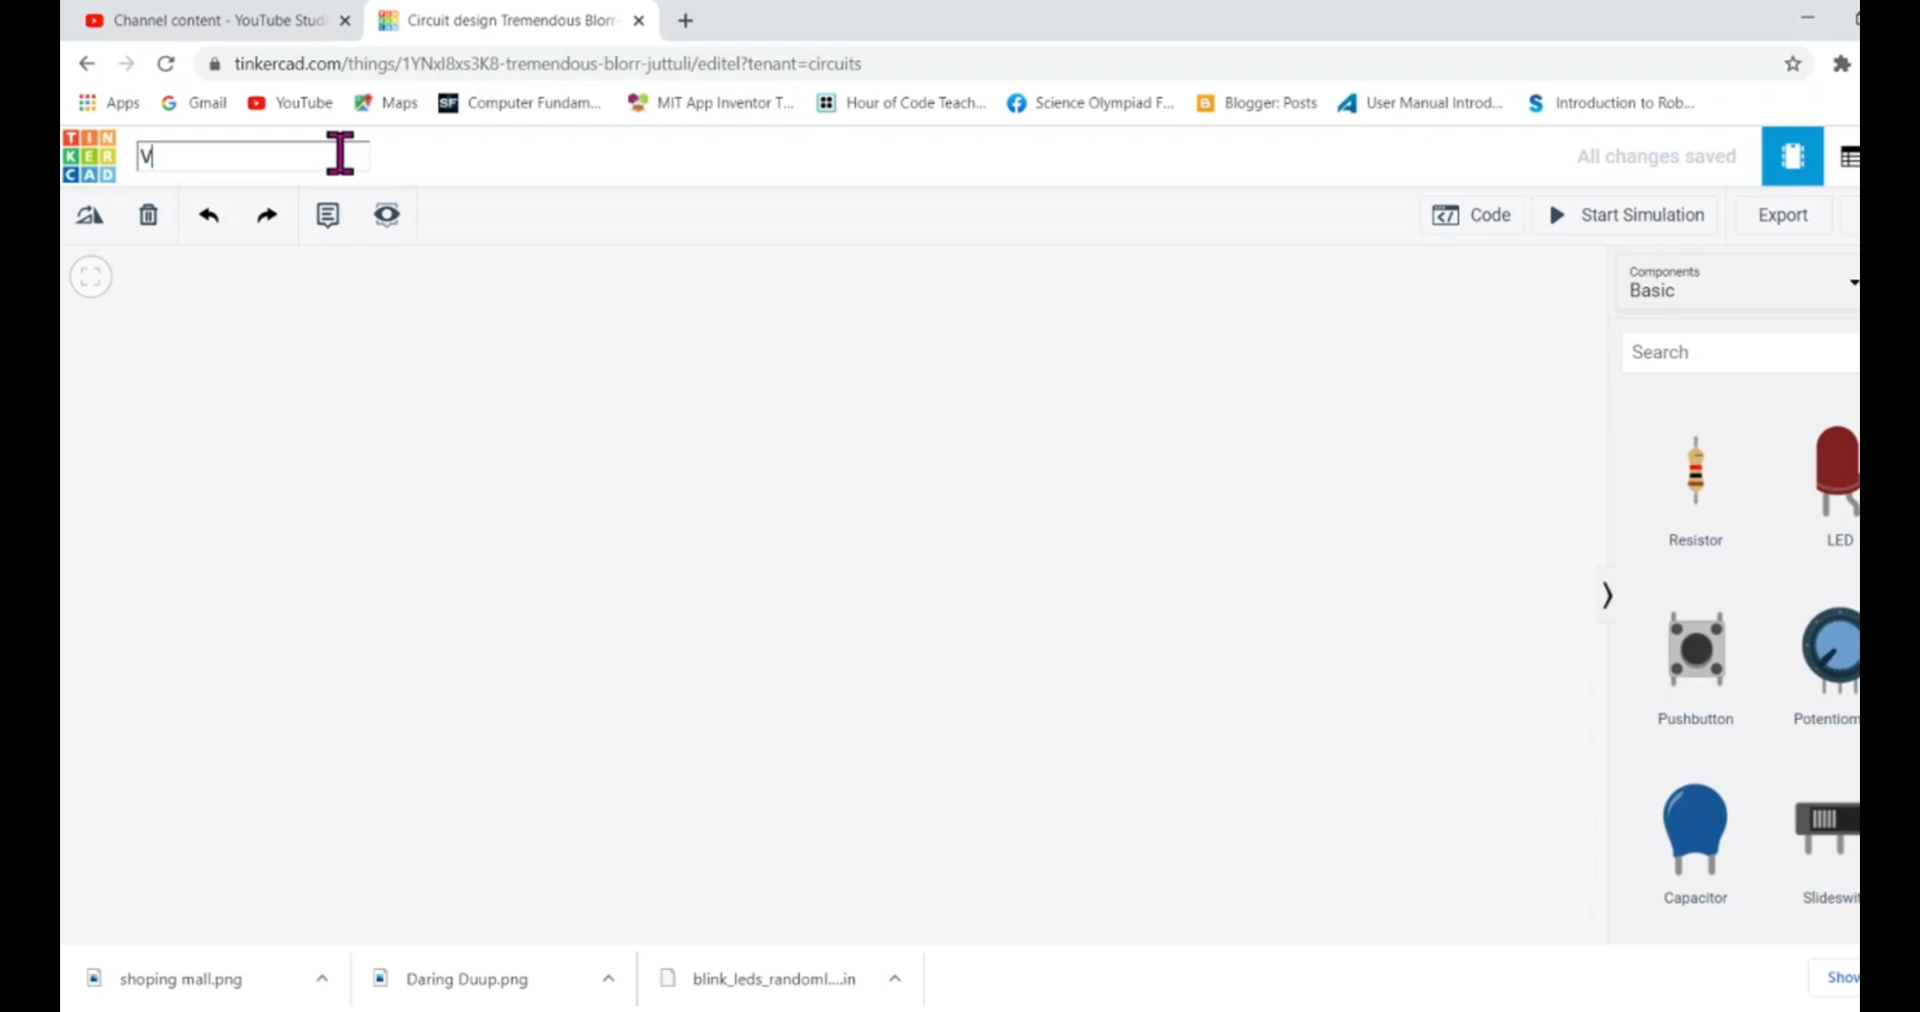 Channel content - YouTube Studi
Circuit design Tremendous Blorr-
tinkercad.com/things/1YNxl8xs3K8-tremendous-blorr-juttuli/editel?tenant=circuits
Apps
Gmail
YouTube
Maps
SF
Computer Fundam...
MIT App Inventor T...
Hour of Code Teach...
Science Olympiad F...
Blogger: Posts
User Manual Introd...
Introduction to Rob...
TIN
KER
CAD
V
All changes saved
Code
Start Simulation
Export
Components
Basic
Search
Resistor
LED
Pushbutton
Potentiom
Capacitor
Slideswit
shoping mall.png
Daring Duup.png
blink_leds_randoml....in
Show